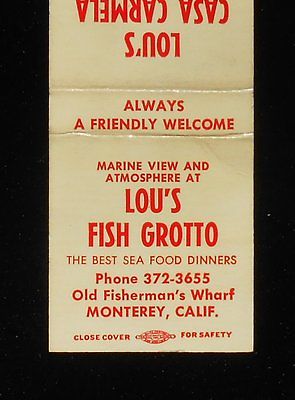 CASA CARMELA
LOU'S
ALWAYS
A FRIENDLY WELCOME
MARINE VIEW AND
ATMOSPHERE AT
LOU'S
FISH GROTTO
THE BEST SEA FOOD DINNERS
Phone 372-3655
Old Fisherman's Wharf
MONTEREY, CALIF.
CLOSE COVER FOR SAFETY